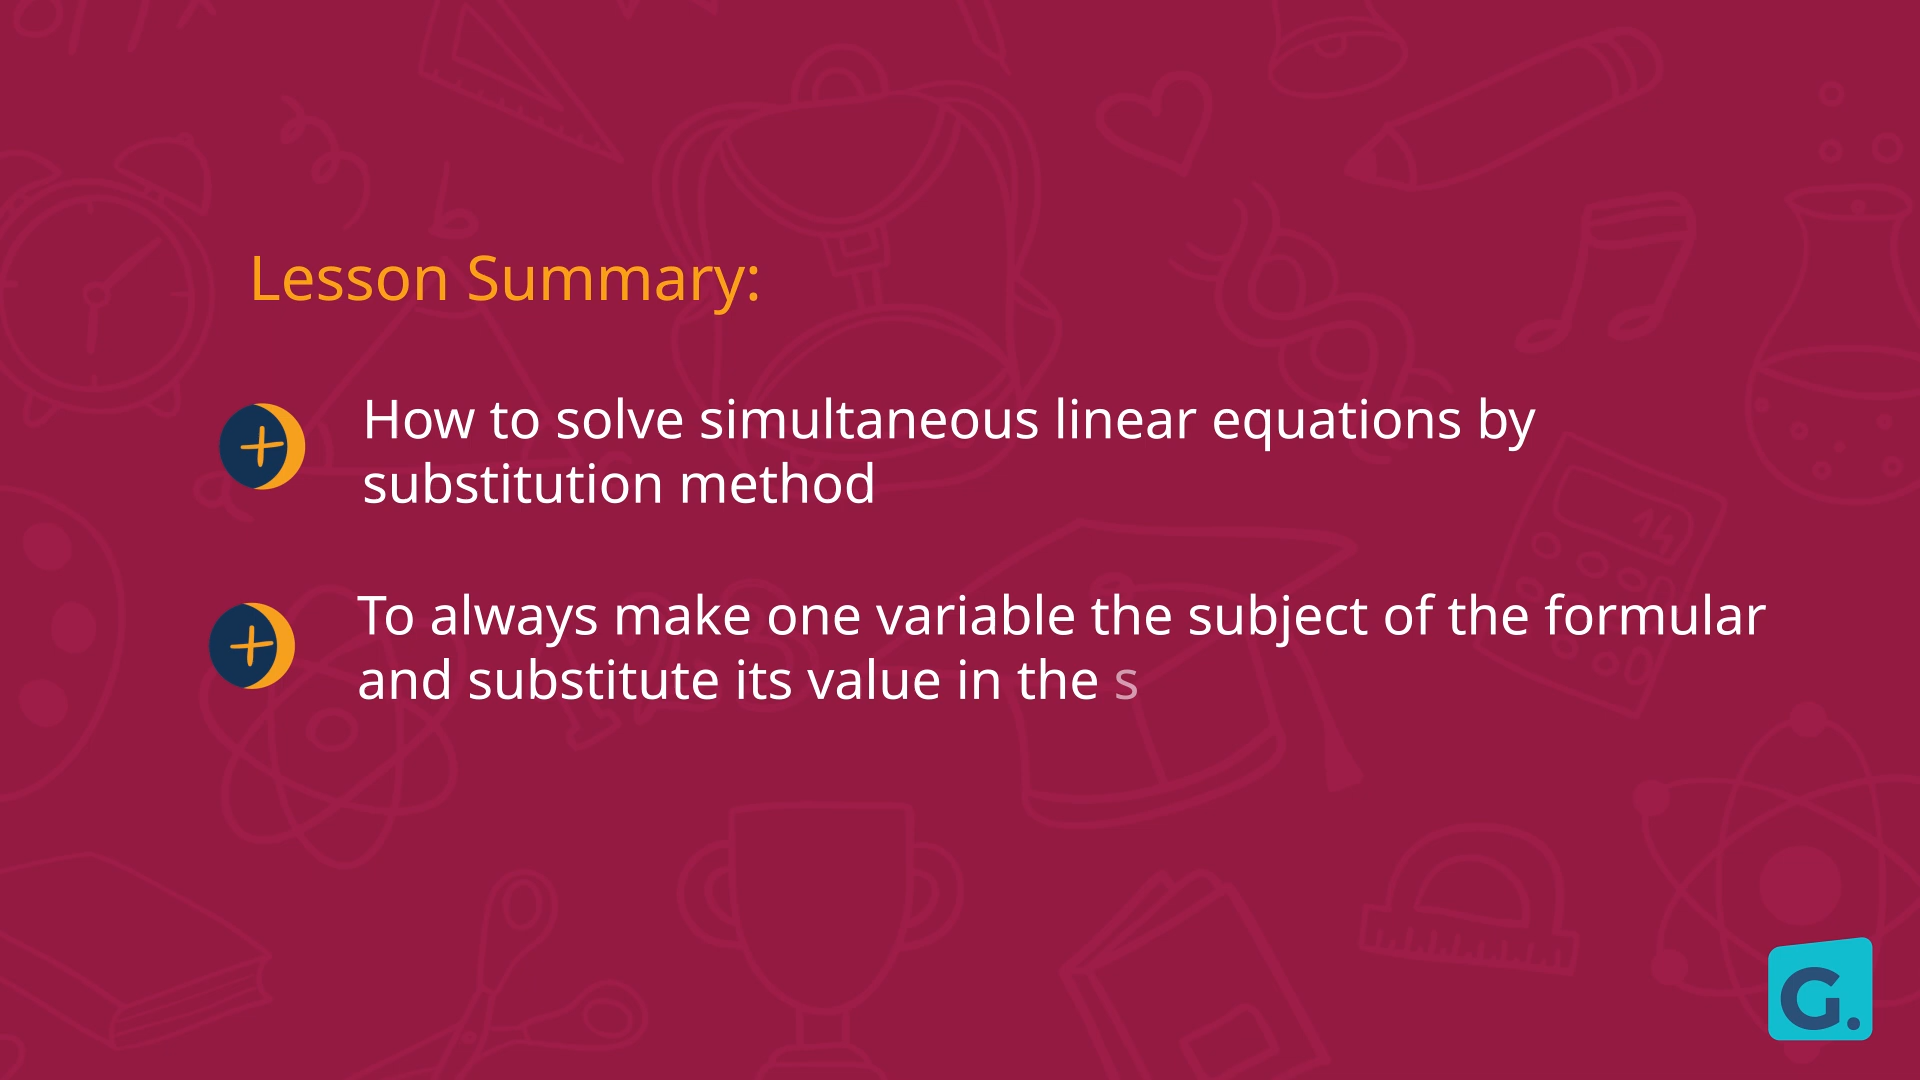 Lesson Summary:
How to solve simultaneous linear equations by
substitution method
To always make one variable the subject of the formular
and substitute its value in the s
G.